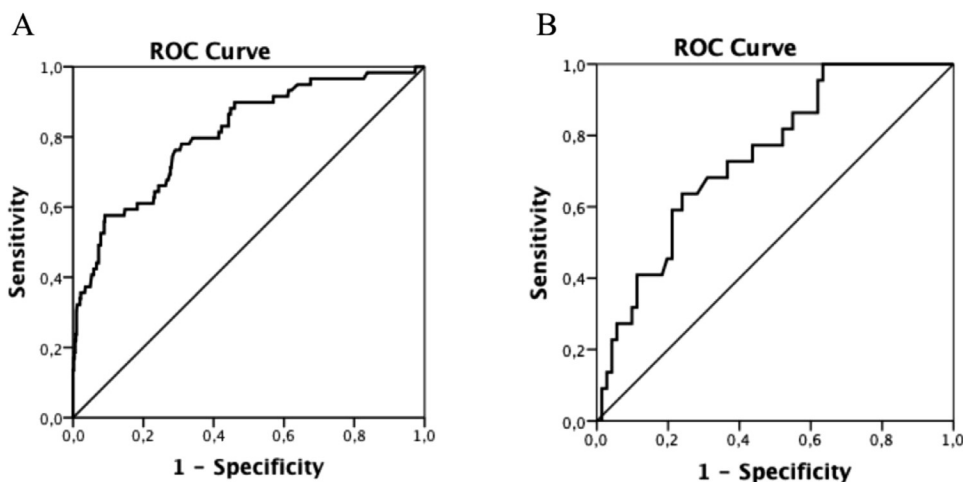 A
ROC Curve
Sensitivity
1,0
0,8
0,6
0,4
0,2
0,0
0,0 0,2 0,4 0,6 0,8 1,0
1 – Specificity
B
ROC Curve
Sensitivity
1,0
0,8
0,6
0,4
0,2
0,0
0,0 0,2 0,4 0,6 0,8 1,0
1 – Specificity